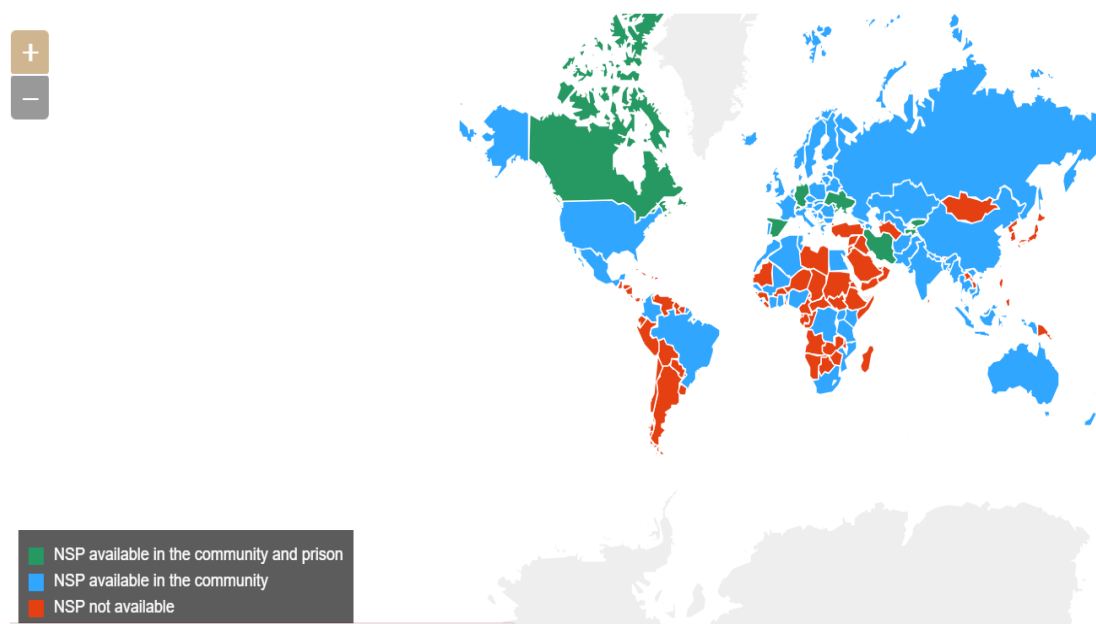 +
−
NSP available in the community and prison
NSP available in the community
NSP not available